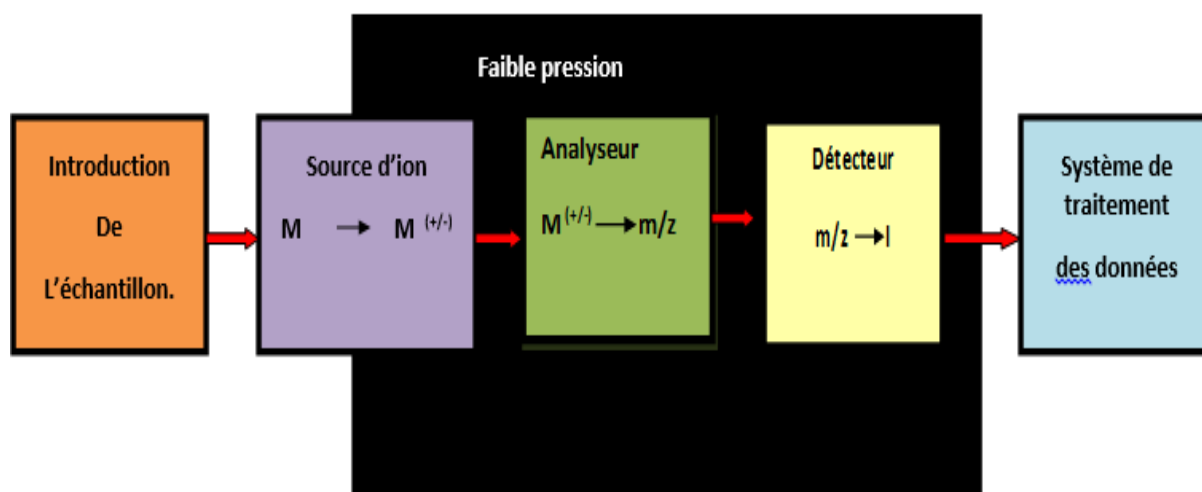 Faible pression
Introduction
De
L'échantillon.
Source d'ion
M → M (+/-)
Analyseur
M(+/-) → m/z
Détecteur
m/z → I
Système de
traitement
des données